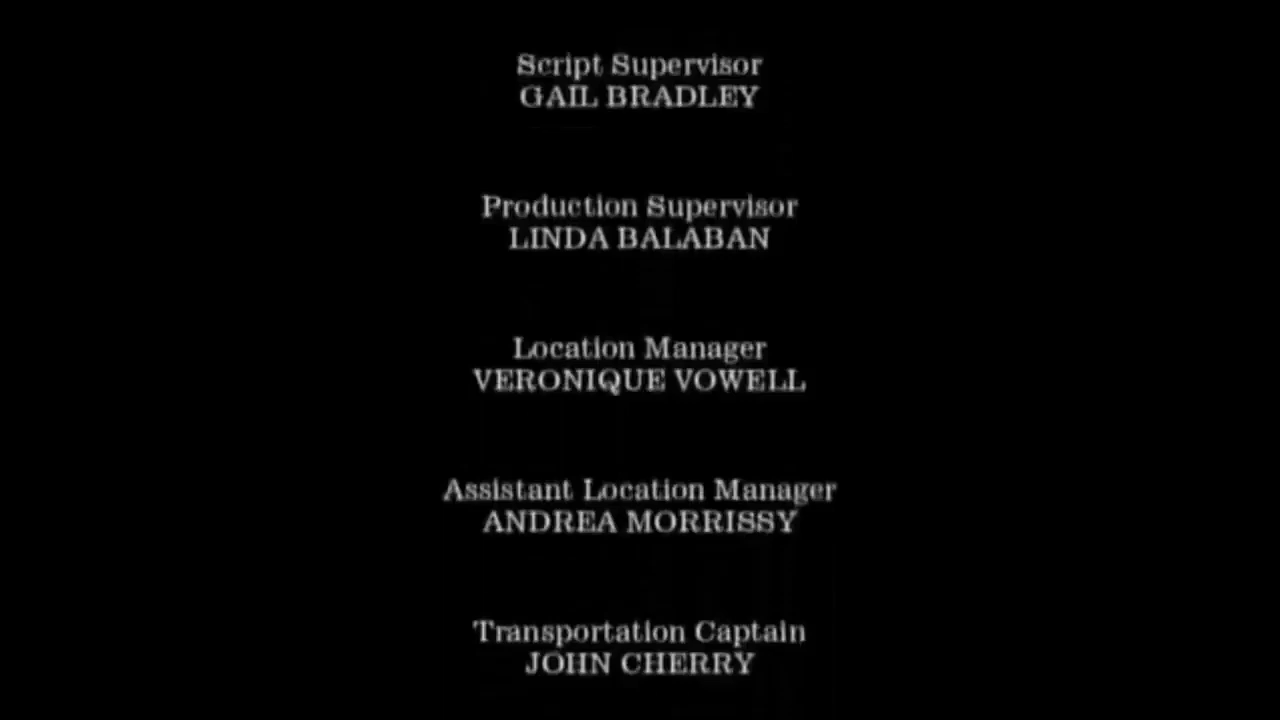 Script Supervisor
GAIL BRADLEY
Production Supervisor
LINDA BALABAN
Location Manager
VERONIQUE VOWELL
Assistant Location Manager
ANDREA MORRISSY
Transportation Captain
JOHN CHERRY